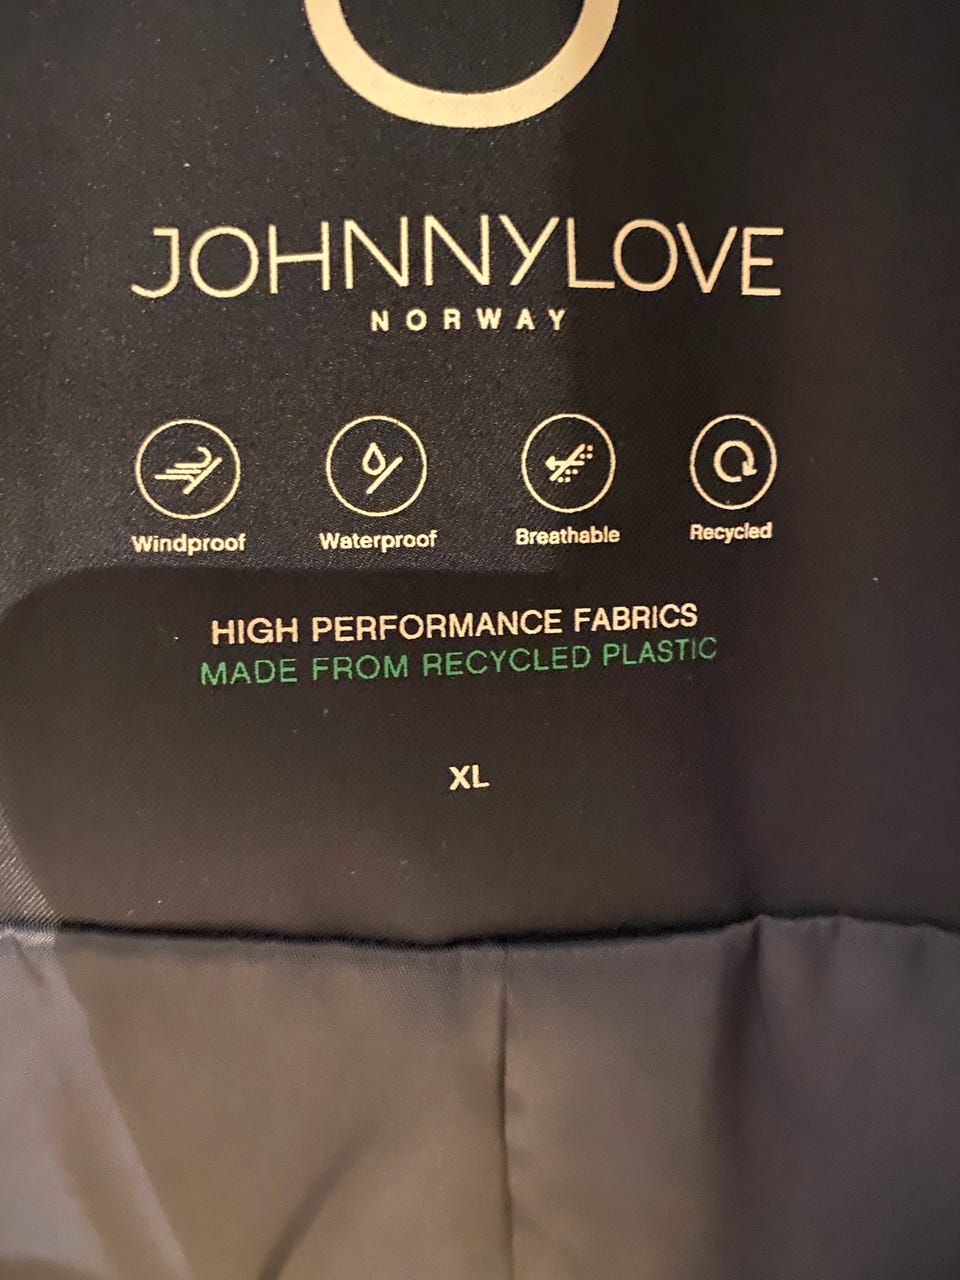 JOHNNYLOVE
NORWAY
Windproof Waterproof Breathable Recycled
HIGH PERFORMANCE FABRICS
MADE FROM RECYCLED PLASTIC
XL